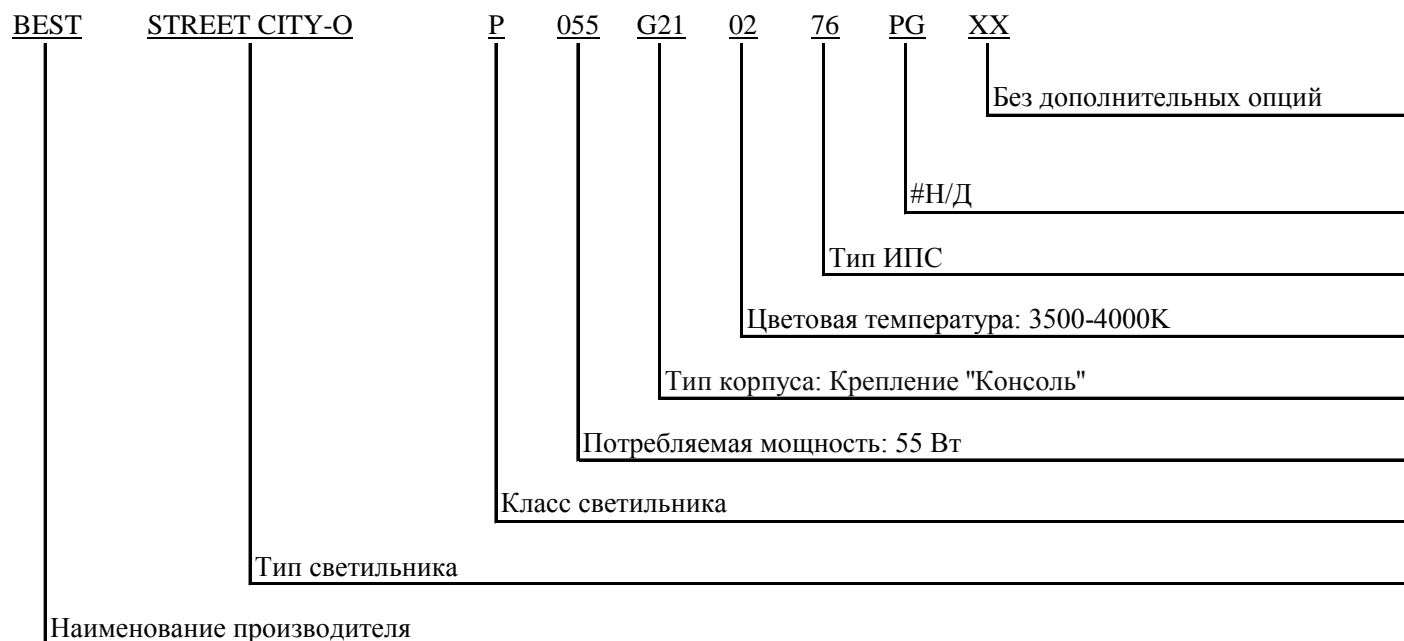 BEST STREET CITY-O P 055 G21 02 76 PG XX
Без дополнительных опций
#Н/Д
Тип ИПС
Цветовая температура: 3500-4000K
Тип корпуса: Крепление "Консоль"
Потребляемая мощность: 55 Вт
Класс светильника
Тип светильника
Наименование производителя